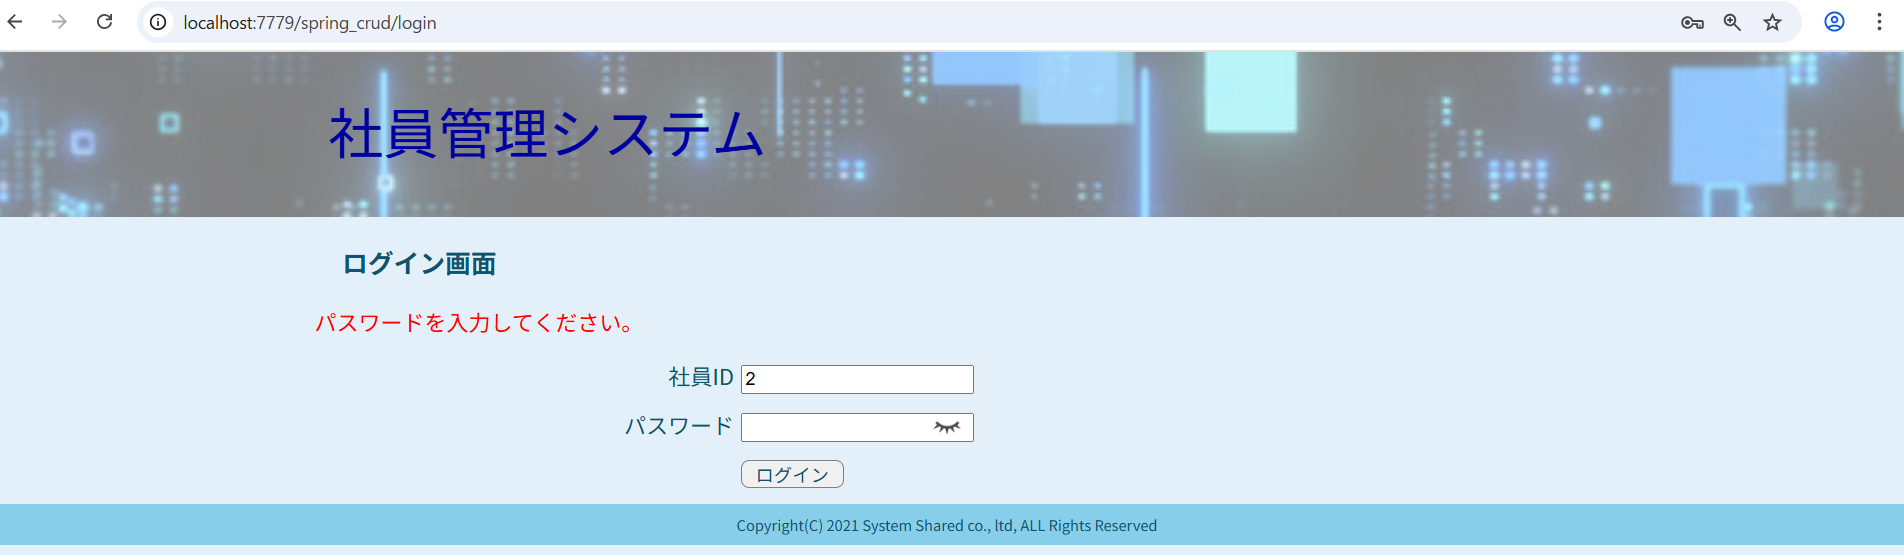 localhost:7779/spring_crud/login
社員管理システム
ログイン画面
パスワードを入力してください。
社員ID 2
パスワード
ログイン
Copyright(C) 2021 System Shared co., ltd, ALL Rights Reserved